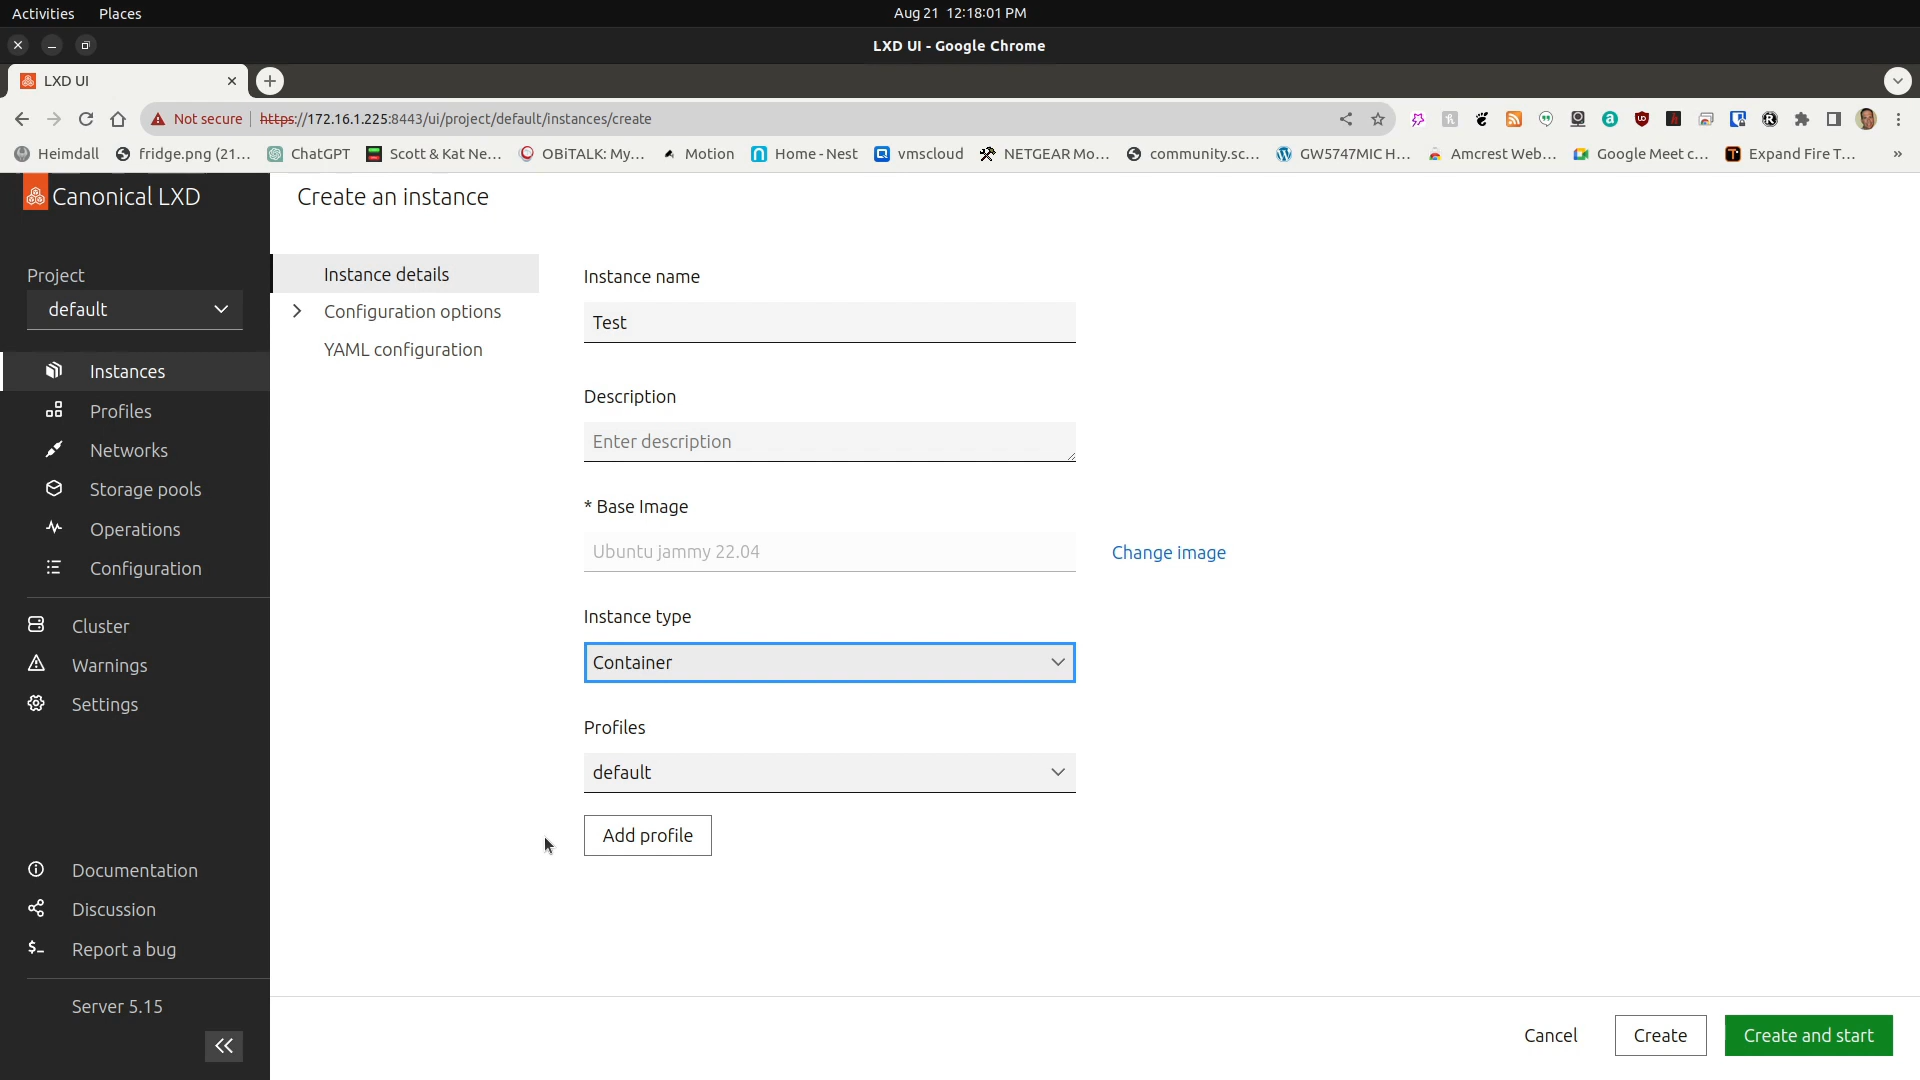 Activities Places Aug 21 12:18:01 PM
LXD UI - Google Chrome
LXD UI
Not secure https://172.16.1.225:8443/ui/project/default/instances/create
Heimdall fridge.png (21... ChatGPT Scott & Kat Ne... OBiTALK: My... Motion Home - Nest vmscloud NETGEAR Mo... community.sc... GW5747MIC H... Amcrest Web... Google Meet c... Expand Fire T... »
Canonical LXD
Project
default
Instances
Profiles
Networks
Storage pools
Operations
Configuration
Cluster
Warnings
Settings
Documentation
Discussion
Report a bug
Server 5.15
Create an instance
Instance details
Configuration options
YAML configuration
Instance name
Test
Description
Enter description
* Base Image
Ubuntu jammy 22.04 Change image
Instance type
Container
Profiles
default
Add profile
Cancel Create Create and start